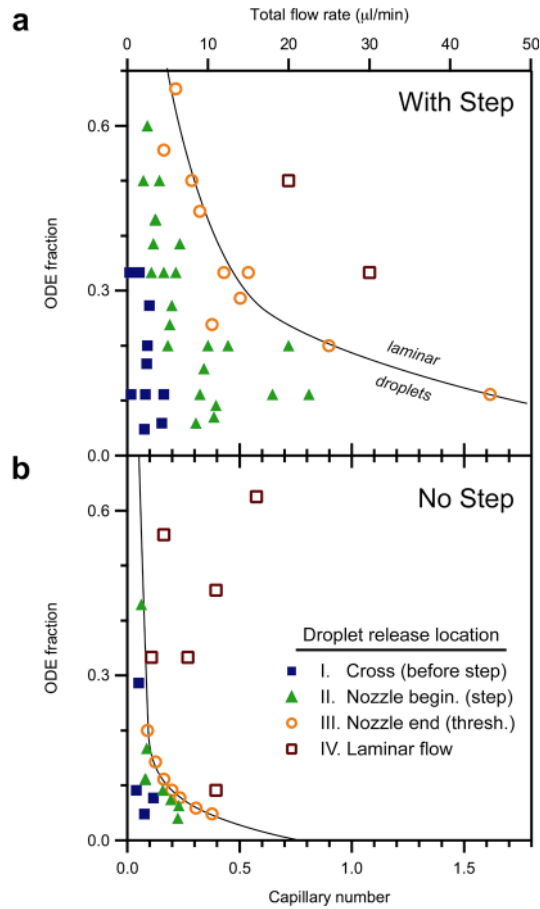 Total flow rate (μl/min)
a
0 10 20 30 40 50
With Step
0.6
ODE fraction
0.3
laminar
droplets
0.0
b
No Step
0.6
ODE fraction
Droplet release location
0.3
I. Cross (before step)
II. Nozzle begin. (step)
III. Nozzle end (thresh.)
IV. Laminar flow
0.0
0.0 0.5 1.0 1.5
Capillary number